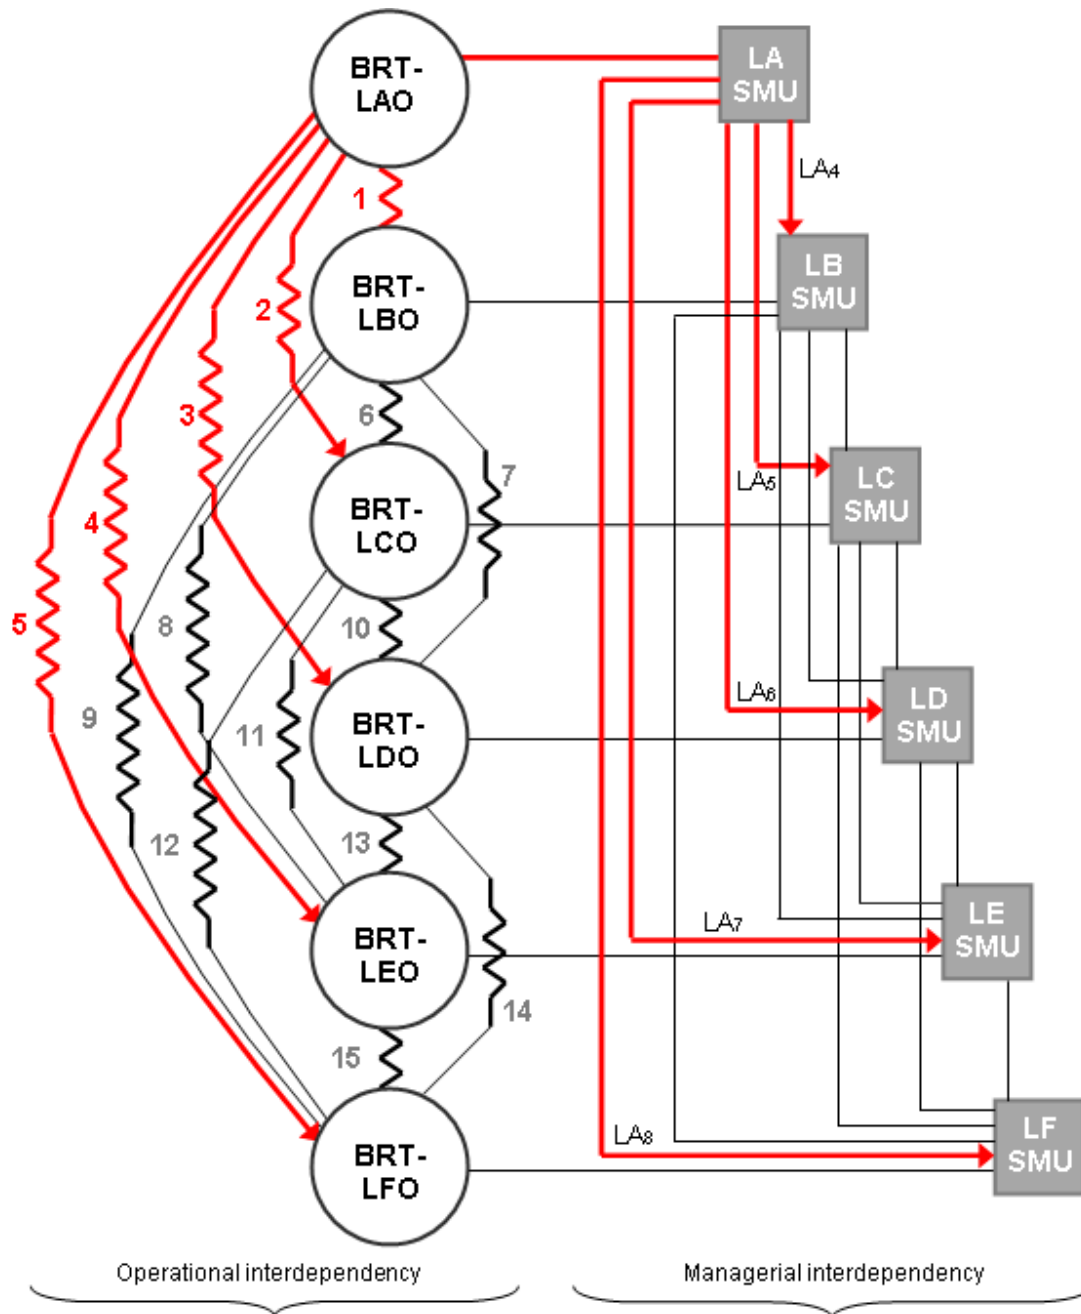 BRT-
LAO
LA
SMU
1
LA4
2
BRT-
LBO
LB
SMU
3
6
7
4
BRT-
LCO
LA5
LC
SMU
5
8
10
9
11
BRT-
LDO
LA6
LD
SMU
12
13
BRT-
LEO
LA7
LE
SMU
14
15
BRT-
LFO
LA8
LF
SMU
Operational interdependency
Managerial interdependency